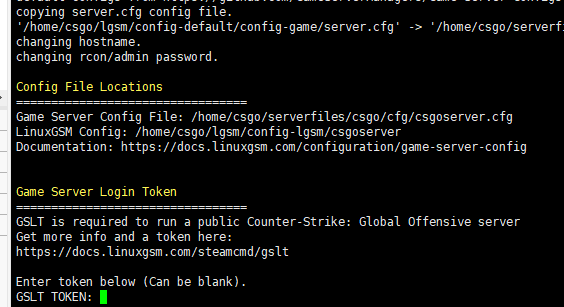 copying server.cfg config file.
'/home/csgo/lgsm/config-default/config-game/server.cfg' -> '/home/csgo/serverfi
changing hostname.
changing rcon/admin password.
Config File Locations
=================================
Game Server Config File: /home/csgo/serverfiles/csgo/cfg/csgoserver.cfg
LinuxGSM Config: /home/csgo/lgsm/config-lgsm/csgoserver
Documentation: https://docs.linuxgsm.com/configuration/game-server-config
Game Server Login Token
=================================
GSLT is required to run a public Counter-Strike: Global Offensive server
Get more info and a token here:
https://docs.linuxgsm.com/steamcmd/gslt
Enter token below (Can be blank).
GSLT TOKEN: